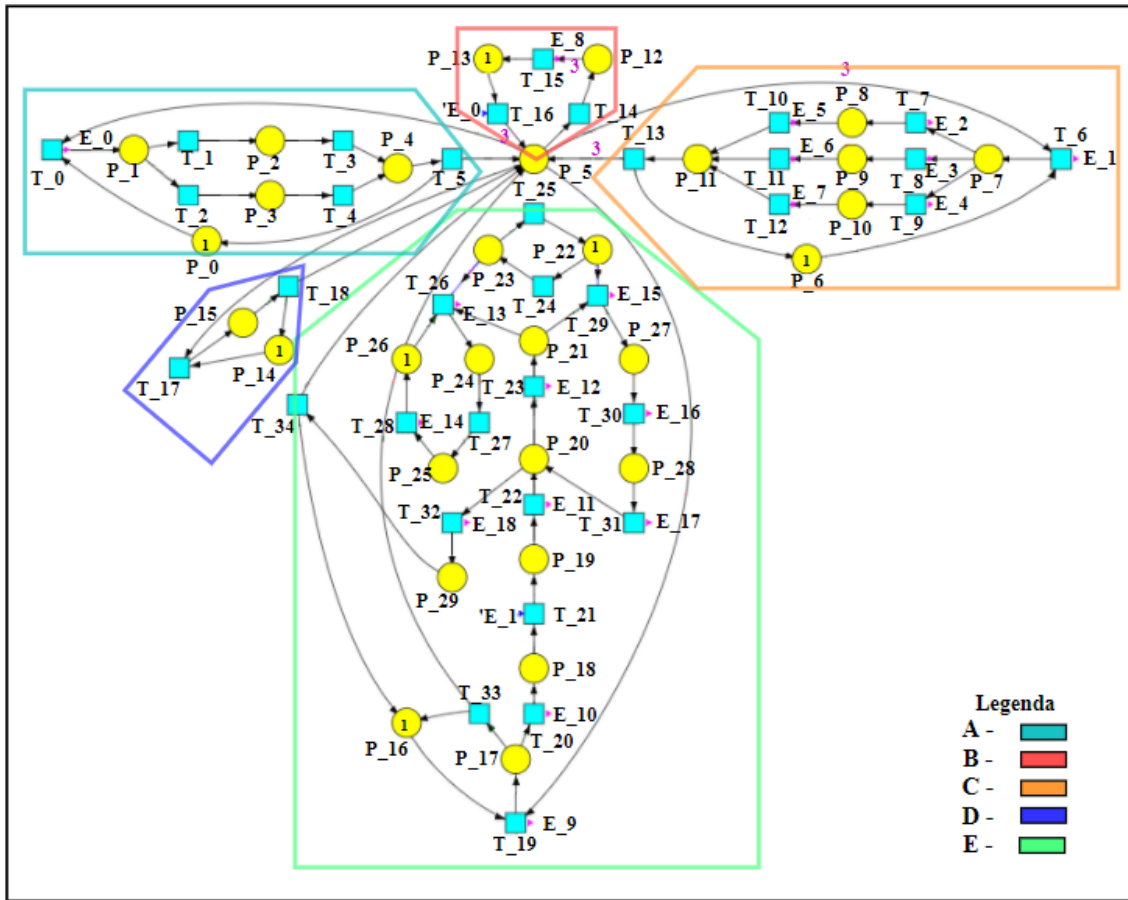 E_8
P_13 1 P_12
3
T_15
3
'E_0 T_16 T_14
T_10 E_5 P_8 T_7
E_2
E_0 P_4 3 T_13 3 T_6
T_1 P_2 T_3
P_1 P_5 E_6 E_3 E_1
T_0 T_5 P_11 T_11 P_9 T_8 P_7
T_2 P_3 T_4 T_25 E_7 E_4
T_12 P_10 T_9
1 P_22 1 1
P_0 P_23 P_6
T_18 T_26 T_24 E_15
P_15 E_13 T_29 P_27
1 P_26 1 P_21
T_17 P_14 P_24 T_23 E_12
T_34 T_28 E_14 T_30 E_16
T_27 P_20
P_25 P_28
T_22 E_11
T_32 E_18 T_31 E_17
P_19
P_29
'E_1 T_21
P_18
T_33 Legenda
1 E_10 A -
P_16 P_17 T_20 B -
C -
E_9 D -
T_19 E -